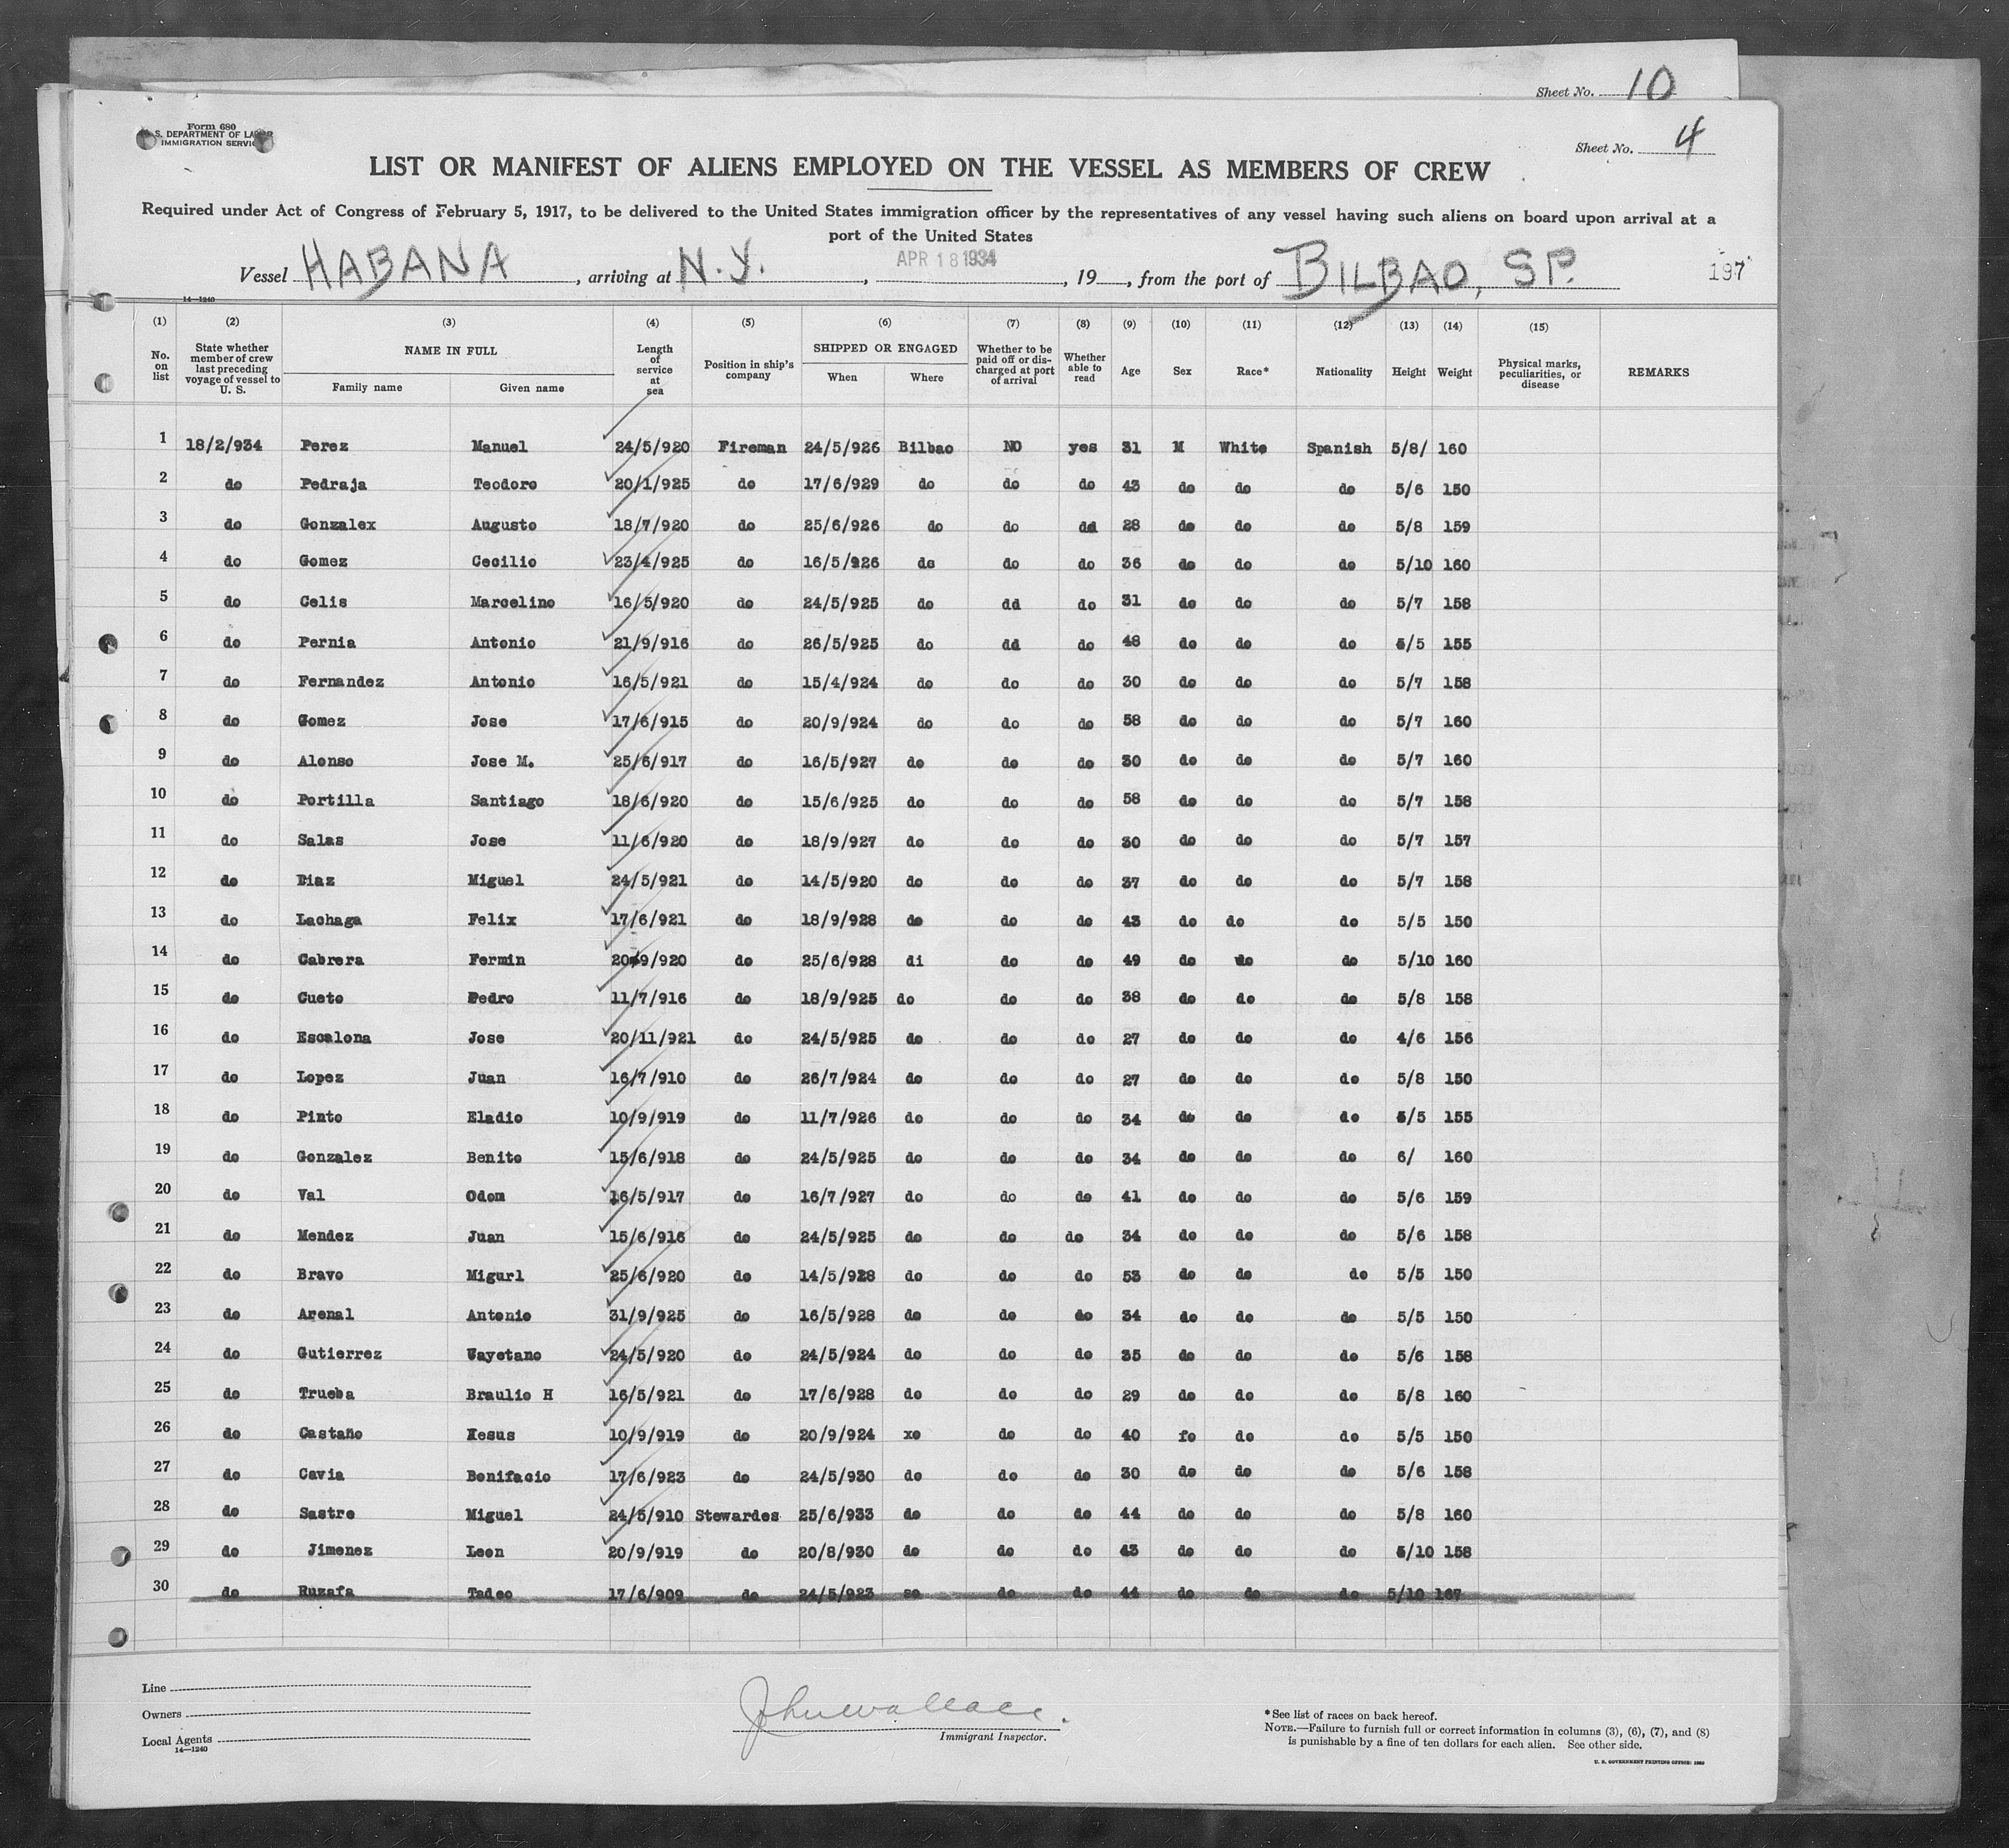 Sheet No. 10
Form 680
U. S. DEPARTMENT OF LABOR
IMMIGRATION SERVICE
Sheet No. 4
LIST OR MANIFEST OF ALIENS EMPLOYED ON THE VESSEL AS MEMBERS OF CREW
Required under Act of Congress of February 5, 1917, to be delivered to the United States immigration officer by the representatives of any vessel having such aliens on board upon arrival at a
port of the United States
Vessel HABANA, arriving at N.Y., APR 18 1934, 19__, from the port of BILBAO, SP. 197
14—1240
(1) (2) (3) (4) (5) (6) (7) (8) (9) (10) (11) (12) (13) (14) (15)
No. on list State whether member of crew last preceding voyage of vessel to U. S. NAME IN FULL Family name Given name Length of service at sea Position in ship's company SHIPPED OR ENGAGED When Where Whether to be paid off or discharged at port of arrival Whether able to read Age Sex Race* Nationality Height Weight Physical marks, peculiarities, or disease REMARKS
1 18/2/934 Perez Manuel 24/5/920 Fireman 24/5/926 Bilbao NO yes 31 M White Spanish 5/8/ 160
2 do Pedraja Teodoro 20/1/925 do 17/6/929 do do do 43 do do do 5/6 150
3 do Gonzalex Augusto 18/7/920 do 25/6/926 do do dd 28 do do do 5/8 159
4 do Gomez Cecilio 23/4/925 do 16/5/926 do do do 36 do do do 5/10 160
5 do Celis Marcelino 16/5/920 do 24/5/925 do dd do 31 do do do 5/7 158
6 do Pernia Antonio 21/9/916 do 26/5/925 do dd do 48 do do do 5/5 155
7 do Fernandez Antonio 16/5/921 do 15/4/924 do do do 30 do do do 5/7 158
8 do Gomez Jose 17/6/915 do 20/9/924 do do do 58 do do do 5/7 160
9 do Alonso Jose M. 25/6/917 do 16/5/927 do do do 30 do do do 5/7 160
10 do Portilla Santiago 18/6/920 do 15/6/925 do do do 58 do do do 5/7 158
11 do Salas Jose 11/6/920 do 18/9/927 do do do 30 do do do 5/7 157
12 do Diaz Miguel 24/5/921 do 14/5/920 do do do 37 do do do 5/7 158
13 do Lachaga Felix 17/6/921 do 18/9/928 do do do 43 do do do 5/5 150
14 do Cabrera Fermin 20/9/920 do 25/6/928 di do do 49 do do do 5/10 160
15 do Cueto Pedro 11/7/916 do 18/9/925 do do do 38 do do do 5/8 158
16 do Escalona Jose 20/11/921 do 24/5/925 do do do 27 do do do 4/6 156
17 do Lopez Juan 16/7/910 do 26/7/924 do do do 27 do do do 5/8 150
18 do Pinto Eladio 10/9/919 do 11/7/926 do do do 34 do do do 5/5 155
19 do Gonzalez Benito 15/6/918 do 24/5/925 do do do 34 do do do 6/ 160
20 do Val Odon 16/5/917 do 16/7/927 do do do 41 do do do 5/6 159
21 do Mendez Juan 15/6/916 do 24/5/925 do do do 34 do do do 5/6 158
22 do Bravo Migurl 25/6/920 do 14/5/928 do do do 53 do do do 5/5 150
23 do Arenal Antonio 31/9/925 do 16/5/928 do do do 34 do do do 5/5 150
24 do Gutierrez Vayetano 24/5/920 do 24/5/924 do do do 35 do do do 5/6 158
25 do Trueba Braulio H 16/5/921 do 17/6/928 do do do 29 do do do 5/8 160
26 do Castaño Hesus 10/9/919 do 20/9/924 xo do do 40 fo do do 5/5 150
27 do Cavia Bonifacio 17/6/923 do 24/5/930 do do do 30 do do do 5/6 158
28 do Sastre Miguel 24/5/910 Stewardes 25/6/933 do do do 44 do do do 5/8 160
29 do Jimenez Leon 20/9/919 do 20/8/930 do do do 43 do do do 5/10 158
30 do Ruzafa Tadeo 17/6/909 do 24/5/923 so do do 44 do do do 5/10 167
Line
Owners
Local Agents
14—1240
John Wallace.
Immigrant Inspector.
*See list of races on back hereof.
NOTE.—Failure to furnish full or correct information in columns (3), (6), (7), and (8)
is punishable by a fine of ten dollars for each alien. See other side.